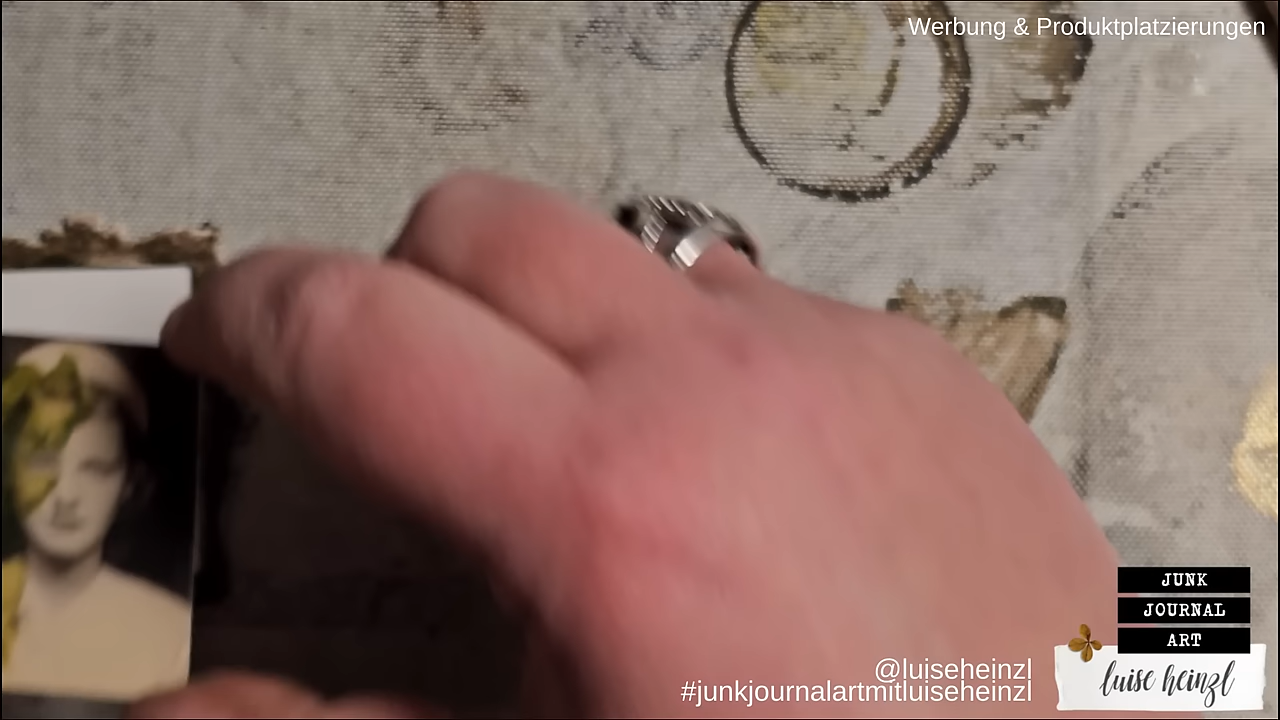 Werbung & Produktplatzierungen
JUNK
JOURNAL
ART
@luiseheinzl
#junkjournalartmitluiseheinzl
luise heinzl